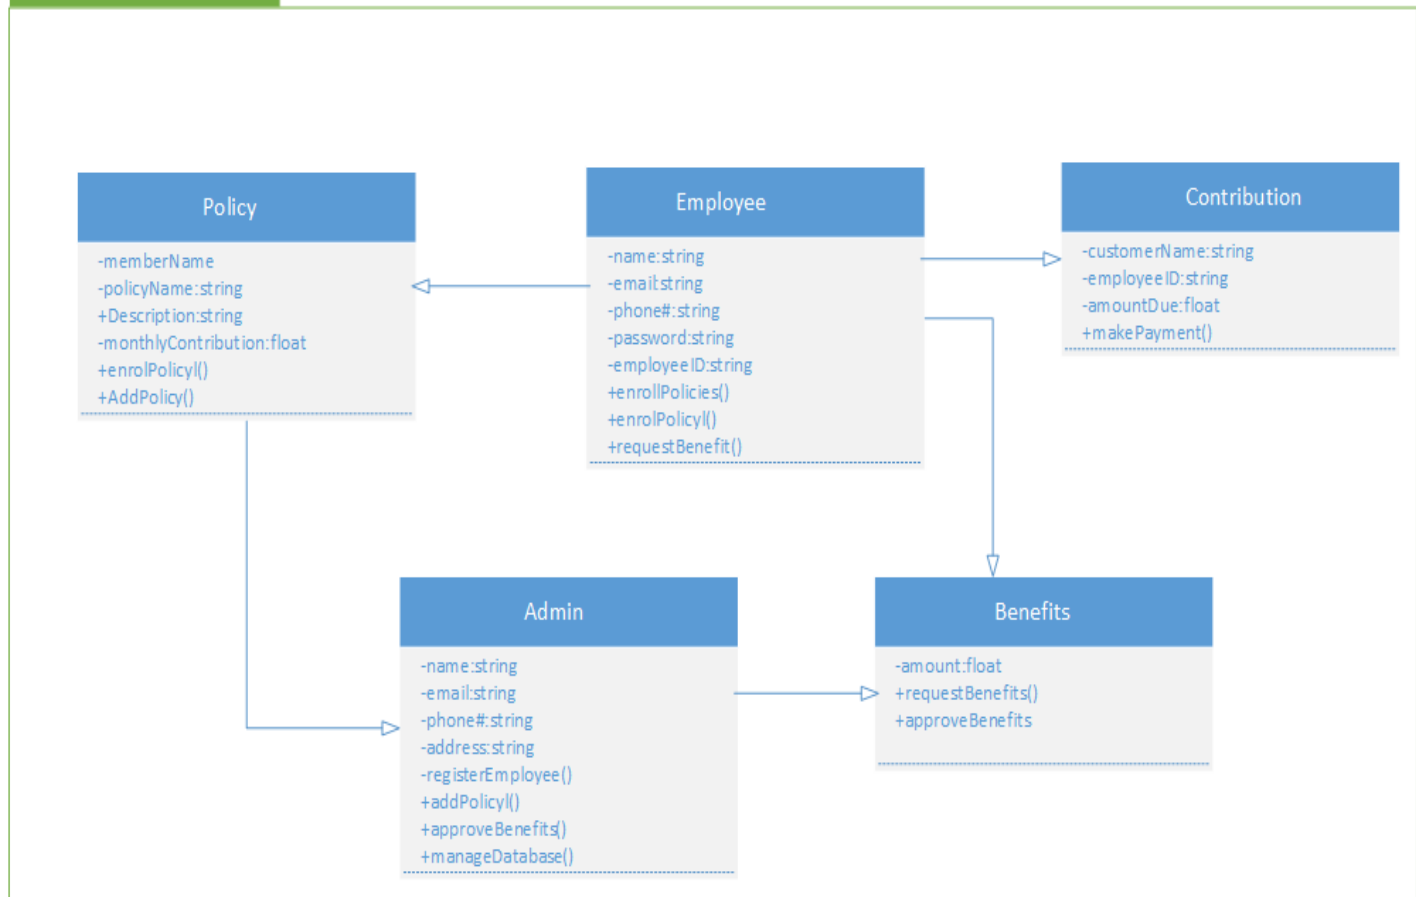 Policy
-memberName
-policyName:string
+Description:string
-monthlyContribution:float
+enrolPolicyl()
+AddPolicy()
Employee
-name:string
-email:string
-phone#:string
-password:string
-employeeID:string
+enrollPolicies()
+enrolPolicyl()
+requestBenefit()
Contribution
-customerName:string
-employeeID:string
-amountDue:float
+makePayment()
Admin
-name:string
-email:string
-phone#:string
-address:string
-registerEmployee()
+addPolicyl()
+approveBenefits()
+manageDatabase()
Benefits
-amount:float
+requestBenefits()
+approveBenefits